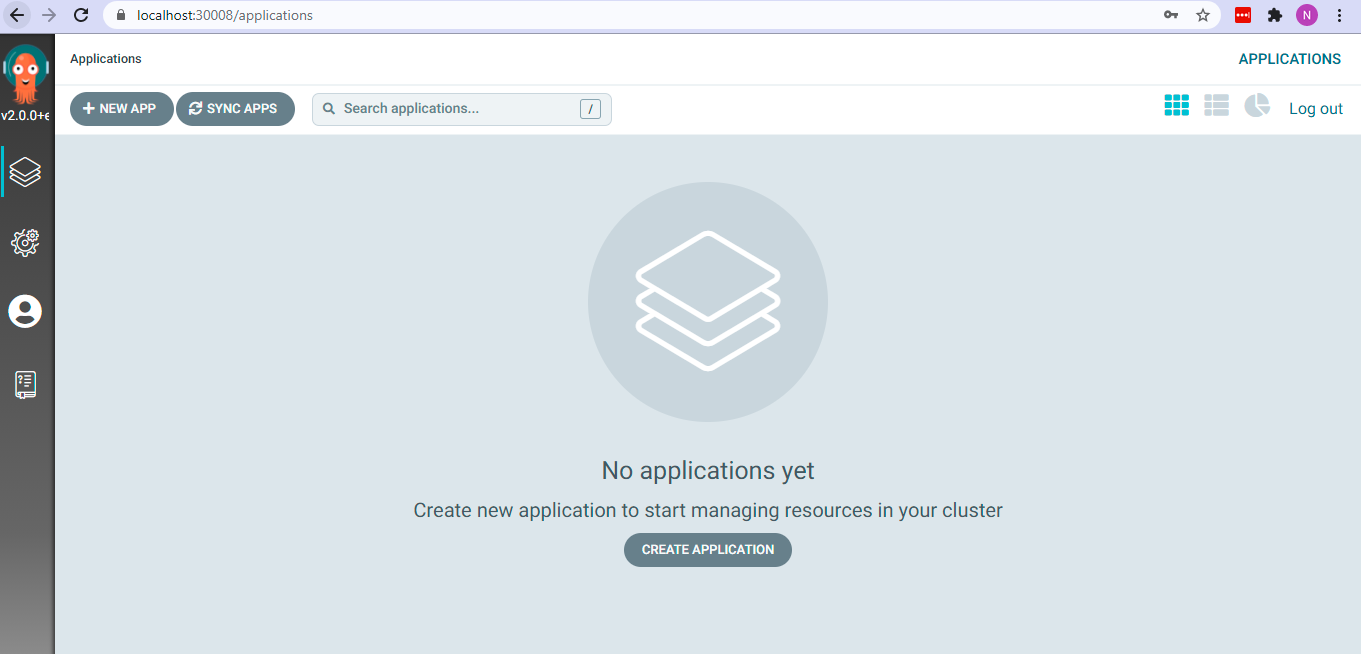 localhost:30008/applications
N
Applications
APPLICATIONS
v2.0.0+e
NEW APP
SYNC APPS
Search applications...
/
Log out
No applications yet
Create new application to start managing resources in your cluster
CREATE APPLICATION